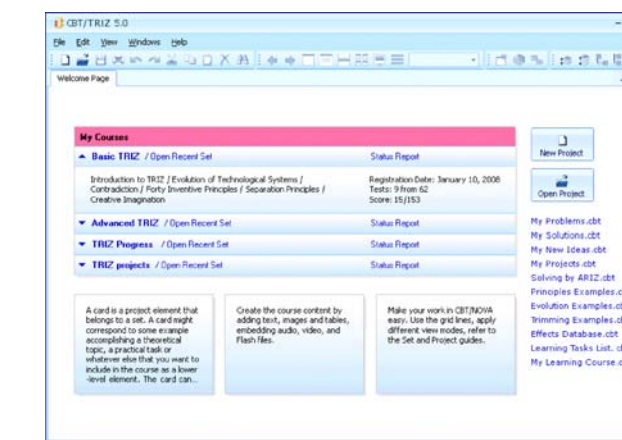 CBT/TRIZ 5.0
File Edit View Windows Help
Welcome Page
My Courses
Basic TRIZ / Open Recent Set Status Report
Introduction to TRIZ / Evolution of Technological Systems /
Contradiction / Forty Inventive Principles / Separation Principles /
Creative Imagination
Registration Date: January 10, 2008
Tests: 9 from 62
Score: 15/153
Advanced TRIZ / Open Recent Set Status Report
TRIZ Progress / Open Recent Set Status Report
TRIZ projects / Open Recent Set Status Report
A card is a project element that
belongs to a set. A card might
correspond to some example
accomplishing a theoretical
topic, a practical task or
whatever else that you want to
include in the course as a lower
-level element. The card can...
Create the course content by
adding text, images and tables,
embedding audio, video, and
Flash files.
Make your work in CBT/NOVA
easy. Use the grid lines, apply
different view modes, refer to
the Set and Project guides.
New Project
Open Project
My Problems.cbt
My Solutions.cbt
My New Ideas.cbt
My Projects.cbt
Solving by ARIZ.cbt
Principles Examples.c
Evolution Examples.cb
Trimming Examples.c
Effects Database.cbt
Learning Tasks List. c
My Learning Course.c